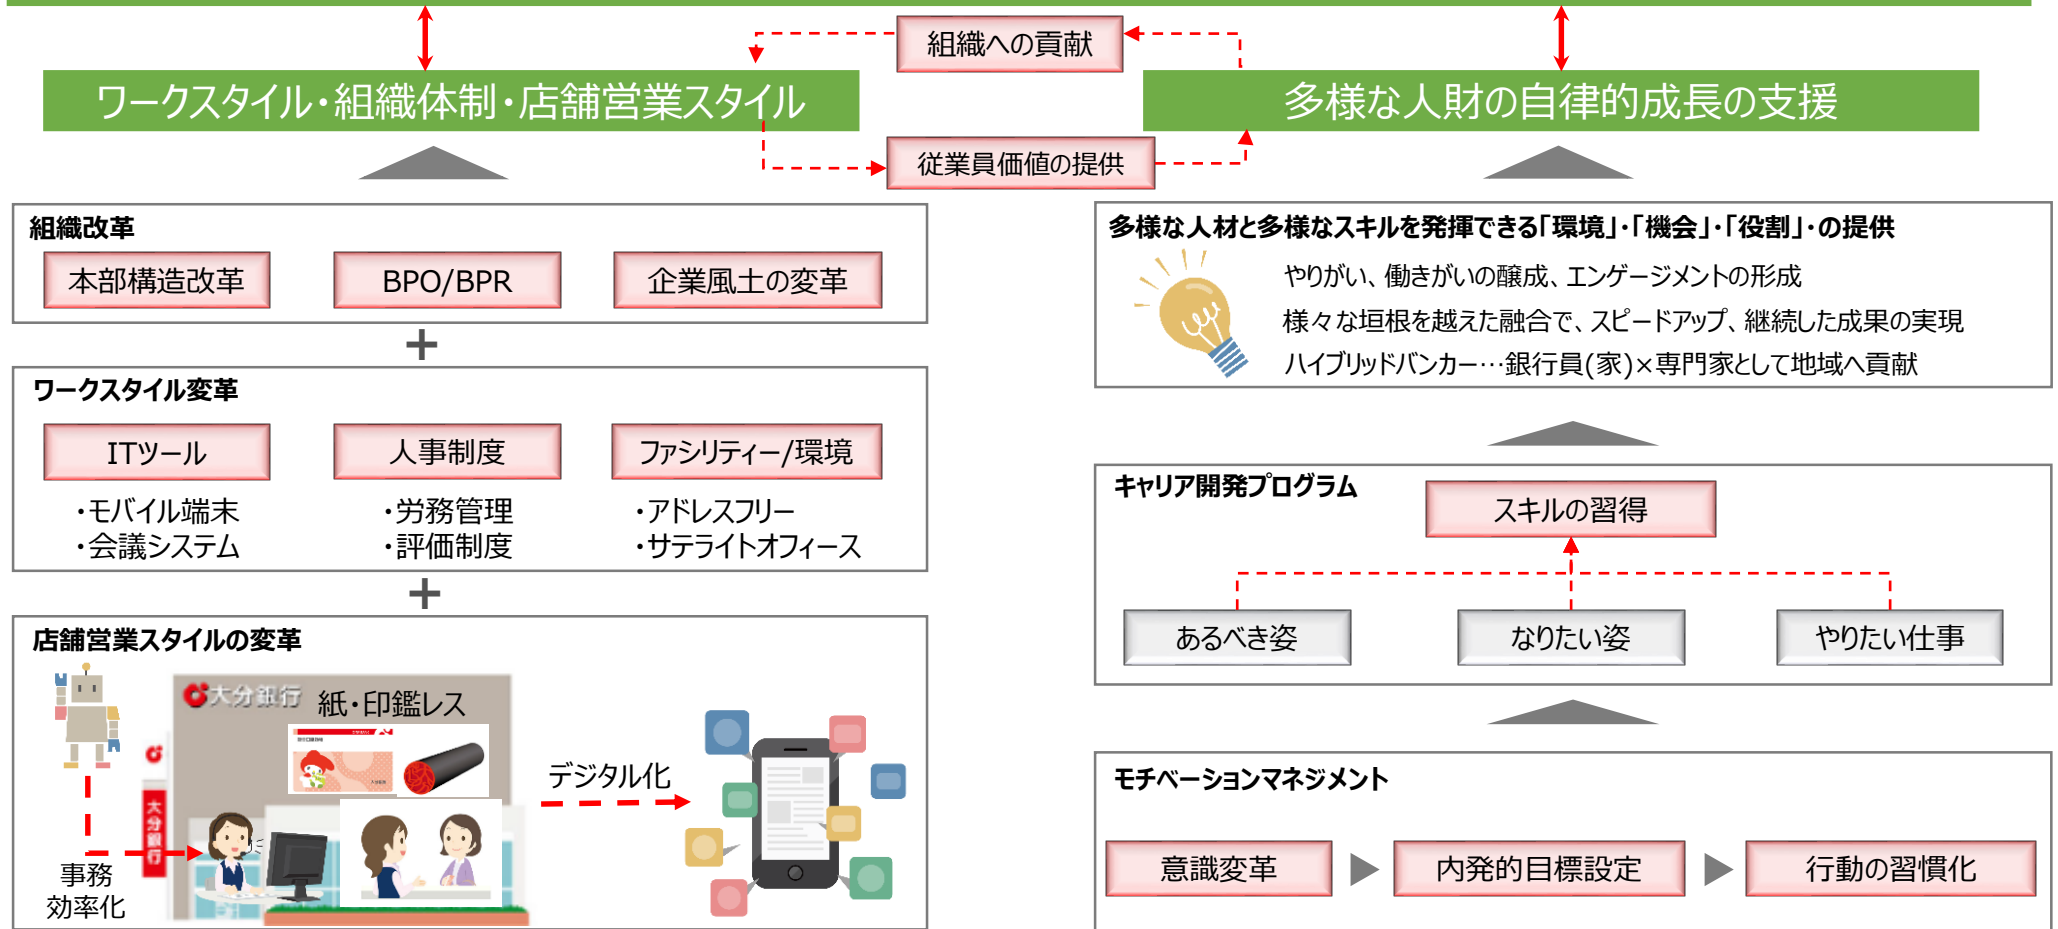 組織への貢献
ワークスタイル・組織体制・店舗営業スタイル
多様な人財の自律的成長の支援
従業員価値の提供
組織改革
本部構造改革
BPO/BPR
企業風土の変革
+
ワークスタイル変革
ITツール
人事制度
ファシリティー/環境
・モバイル端末
・会議システム
・労務管理
・評価制度
・アドレスフリー
・サテライトオフィース
+
店舗営業スタイルの変革
大分銀行
紙・印鑑レス
大分銀行
デジタル化
事務
効率化
多様な人材と多様なスキルを発揮できる「環境」・「機会」・「役割」・の提供
やりがい、働きがいの醸成、エンゲージメントの形成
様々な垣根を越えた融合で、スピードアップ、継続した成果の実現
ハイブリッドバンカー…銀行員(家)×専門家として地域へ貢献
キャリア開発プログラム
スキルの習得
あるべき姿
なりたい姿
やりたい仕事
モチベーションマネジメント
意識変革
内発的目標設定
行動の習慣化